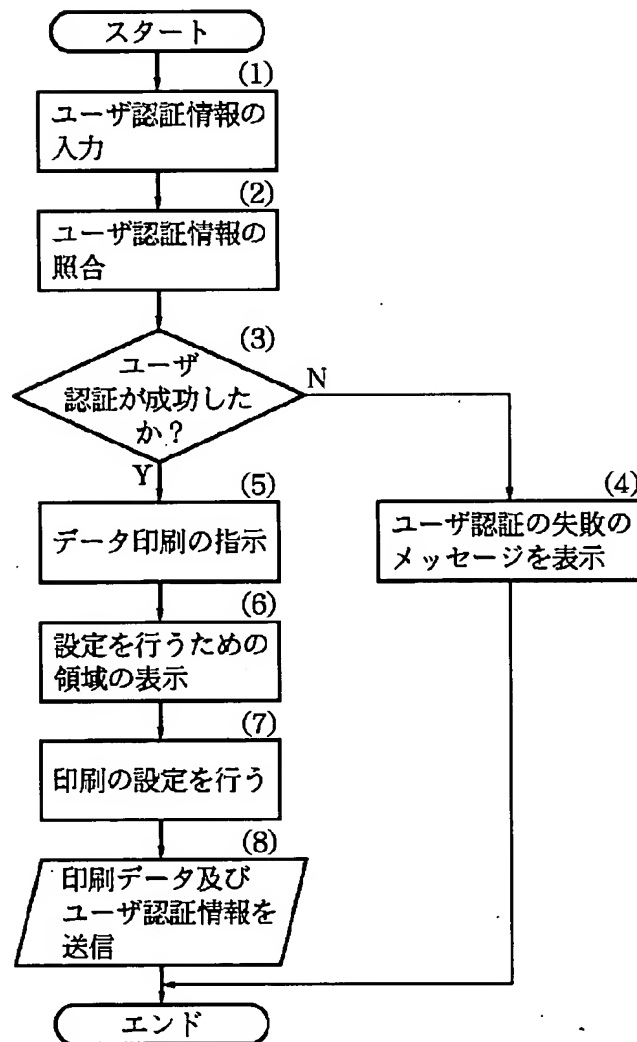 スタート
(1)
ユーザ認証情報の
入力
(2)
ユーザ認証情報の
照合
(3)
ユーザ
認証が成功した
か?
N
Y
(4)
ユーザ認証の失敗の
メッセージを表示
(5)
データ印刷の指示
(6)
設定を行うための
領域の表示
(7)
印刷の設定を行う
(8)
印刷データ及び
ユーザ認証情報を
送信
エンド